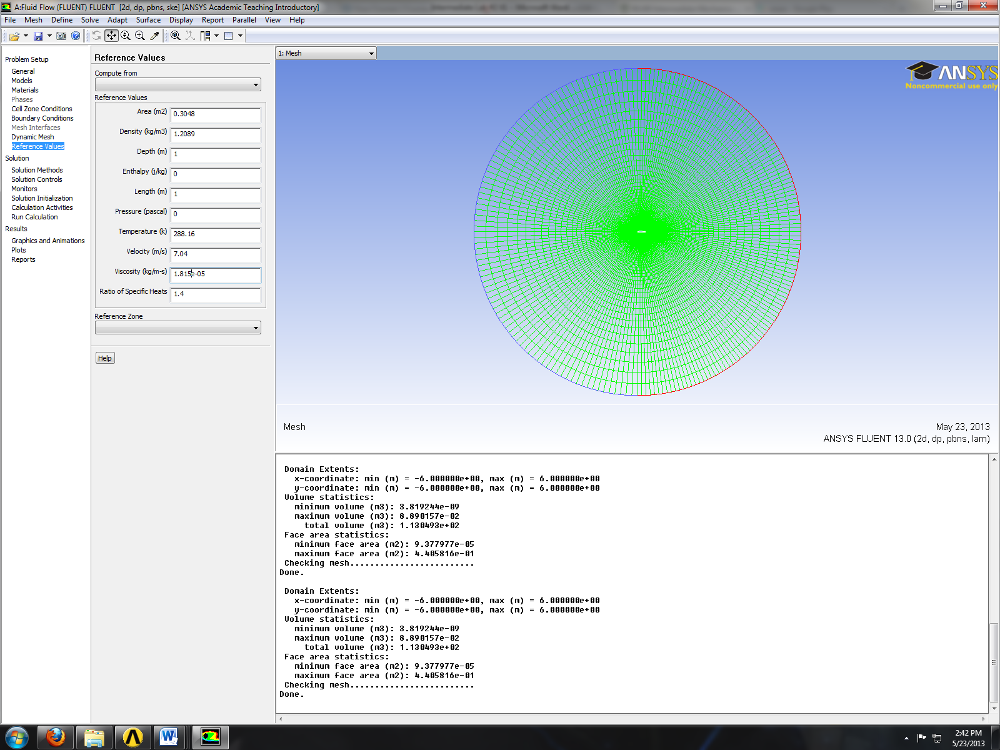 A:Fluid Flow (FLUENT) FLUENT [2d, dp, pbns, ske] [ANSYS Academic Teaching Introductory]
File Mesh Define Solve Adapt Surface Display Report Parallel View Help
Problem Setup
General
Models
Materials
Phases
Cell Zone Conditions
Boundary Conditions
Mesh Interfaces
Dynamic Mesh
Reference Values
Solution
Solution Methods
Solution Controls
Monitors
Solution Initialization
Calculation Activities
Run Calculation
Results
Graphics and Animations
Plots
Reports
Reference Values
Compute from
Reference Values
Area (m2) 0.3048
Density (kg/m3) 1.2089
Depth (m) 1
Enthalpy (j/kg) 0
Length (m) 1
Pressure (pascal) 0
Temperature (k) 288.16
Velocity (m/s) 7.04
Viscosity (kg/m-s) 1.815e-05
Ratio of Specific Heats 1.4
Reference Zone
Help
1: Mesh
ANSYS
Noncommercial use only
Mesh
May 23, 2013
ANSYS FLUENT 13.0 (2d, dp, pbns, lam)
Domain Extents:
x-coordinate: min (m) = -6.000000e+00, max (m) = 6.000000e+00
y-coordinate: min (m) = -6.000000e+00, max (m) = 6.000000e+00
Volume statistics:
minimum volume (m3): 3.819244e-09
maximum volume (m3): 8.890157e-02
total volume (m3): 1.130493e+02
Face area statistics:
minimum face area (m2): 9.377977e-05
maximum face area (m2): 4.405816e-01
Checking mesh.........................
Done.
Domain Extents:
x-coordinate: min (m) = -6.000000e+00, max (m) = 6.000000e+00
y-coordinate: min (m) = -6.000000e+00, max (m) = 6.000000e+00
Volume statistics:
minimum volume (m3): 3.819244e-09
maximum volume (m3): 8.890157e-02
total volume (m3): 1.130493e+02
Face area statistics:
minimum face area (m2): 9.377977e-05
maximum face area (m2): 4.405816e-01
Checking mesh.........................
Done.
2:42 PM
5/23/2013